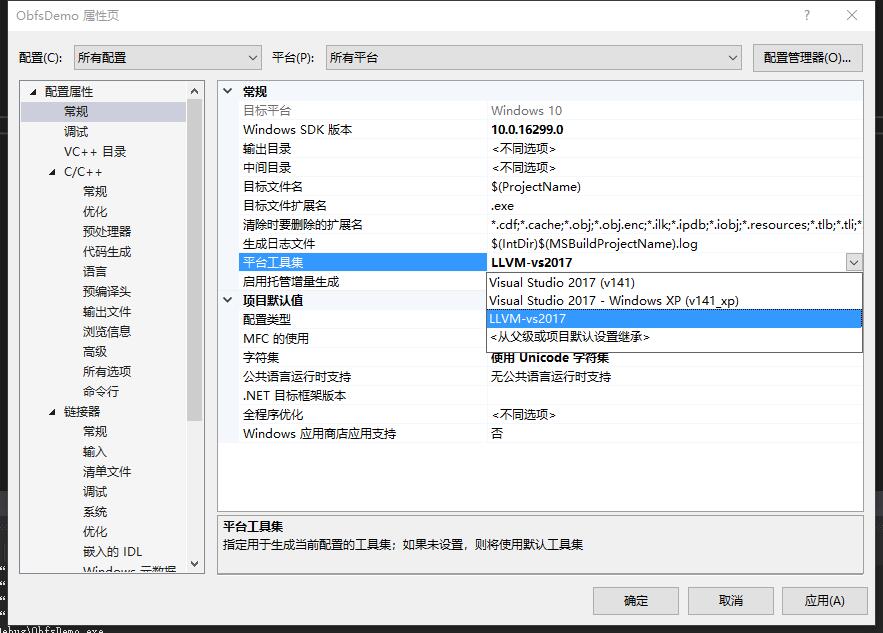 ObfsDemo 属性页
配置(C): 所有配置 平台(P): 所有平台 配置管理器(O)...
配置属性
常规
调试
VC++ 目录
C/C++
常规
优化
预处理器
代码生成
语言
预编译头
输出文件
浏览信息
高级
所有选项
命令行
链接器
常规
输入
清单文件
调试
系统
优化
嵌入的 IDL
Windows 元数据
常规
目标平台 Windows 10
Windows SDK 版本 10.0.16299.0
输出目录 <不同选项>
中间目录 <不同选项>
目标文件名 $(ProjectName)
目标文件扩展名 .exe
清除时要删除的扩展名 *.cdf;*.cache;*.obj;*.obj.enc;*.ilk;*.ipdb;*.iobj;*.resources;*.tlb;*.tli;*
生成日志文件 $(IntDir)$(MSBuildProjectName).log
平台工具集 LLVM-vs2017
启用托管增量生成
Visual Studio 2017 (v141)
Visual Studio 2017 - Windows XP (v141_xp)
LLVM-vs2017
<从父级或项目默认设置继承>
项目默认值
配置类型
MFC 的使用
字符集 使用 Unicode 字符集
公共语言运行时支持 无公共语言运行时支持
.NET 目标框架版本
全程序优化 <不同选项>
Windows 应用商店应用支持 否
平台工具集
指定用于生成当前配置的工具集；如果未设置，则将使用默认工具集
确定 取消 应用(A)
ebug\ObfsDemo.exe